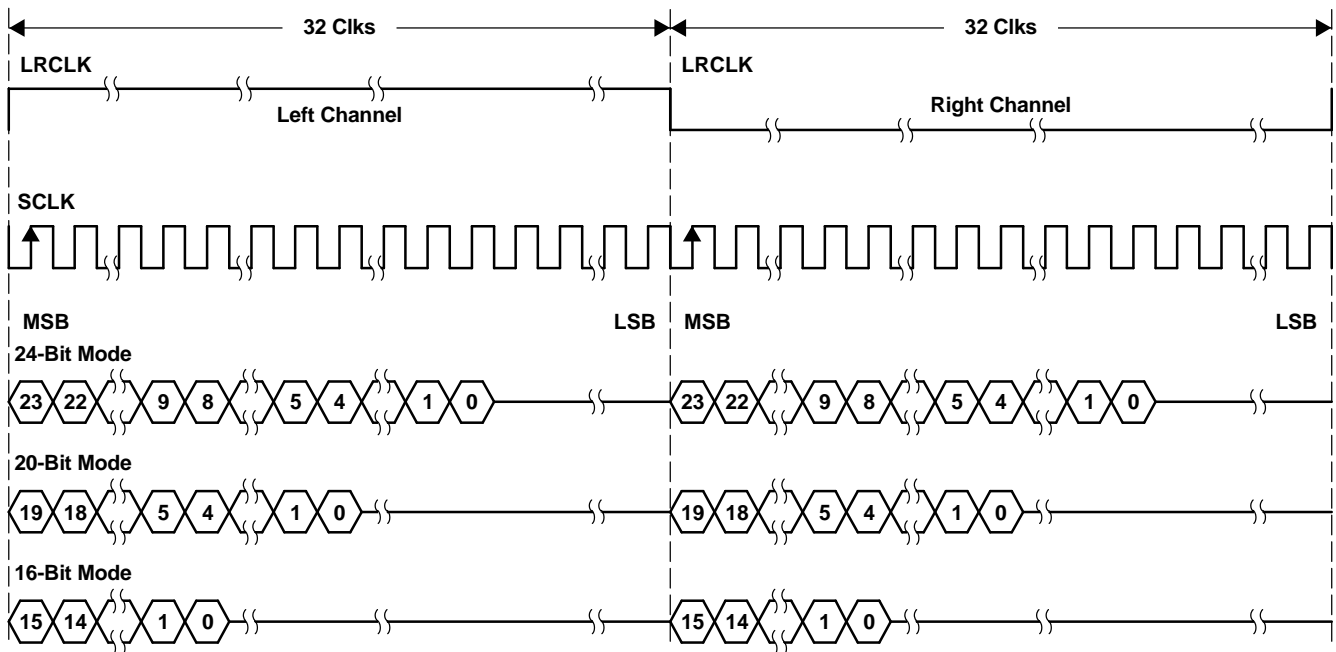 32 Clks 32 Clks
LRCLK LRCLK
Left Channel Right Channel
SCLK
MSB LSB MSB LSB
24-Bit Mode
23 22 9 8 5 4 1 0 23 22 9 8 5 4 1 0
20-Bit Mode
19 18 5 4 1 0 19 18 5 4 1 0
16-Bit Mode
15 14 1 0 15 14 1 0